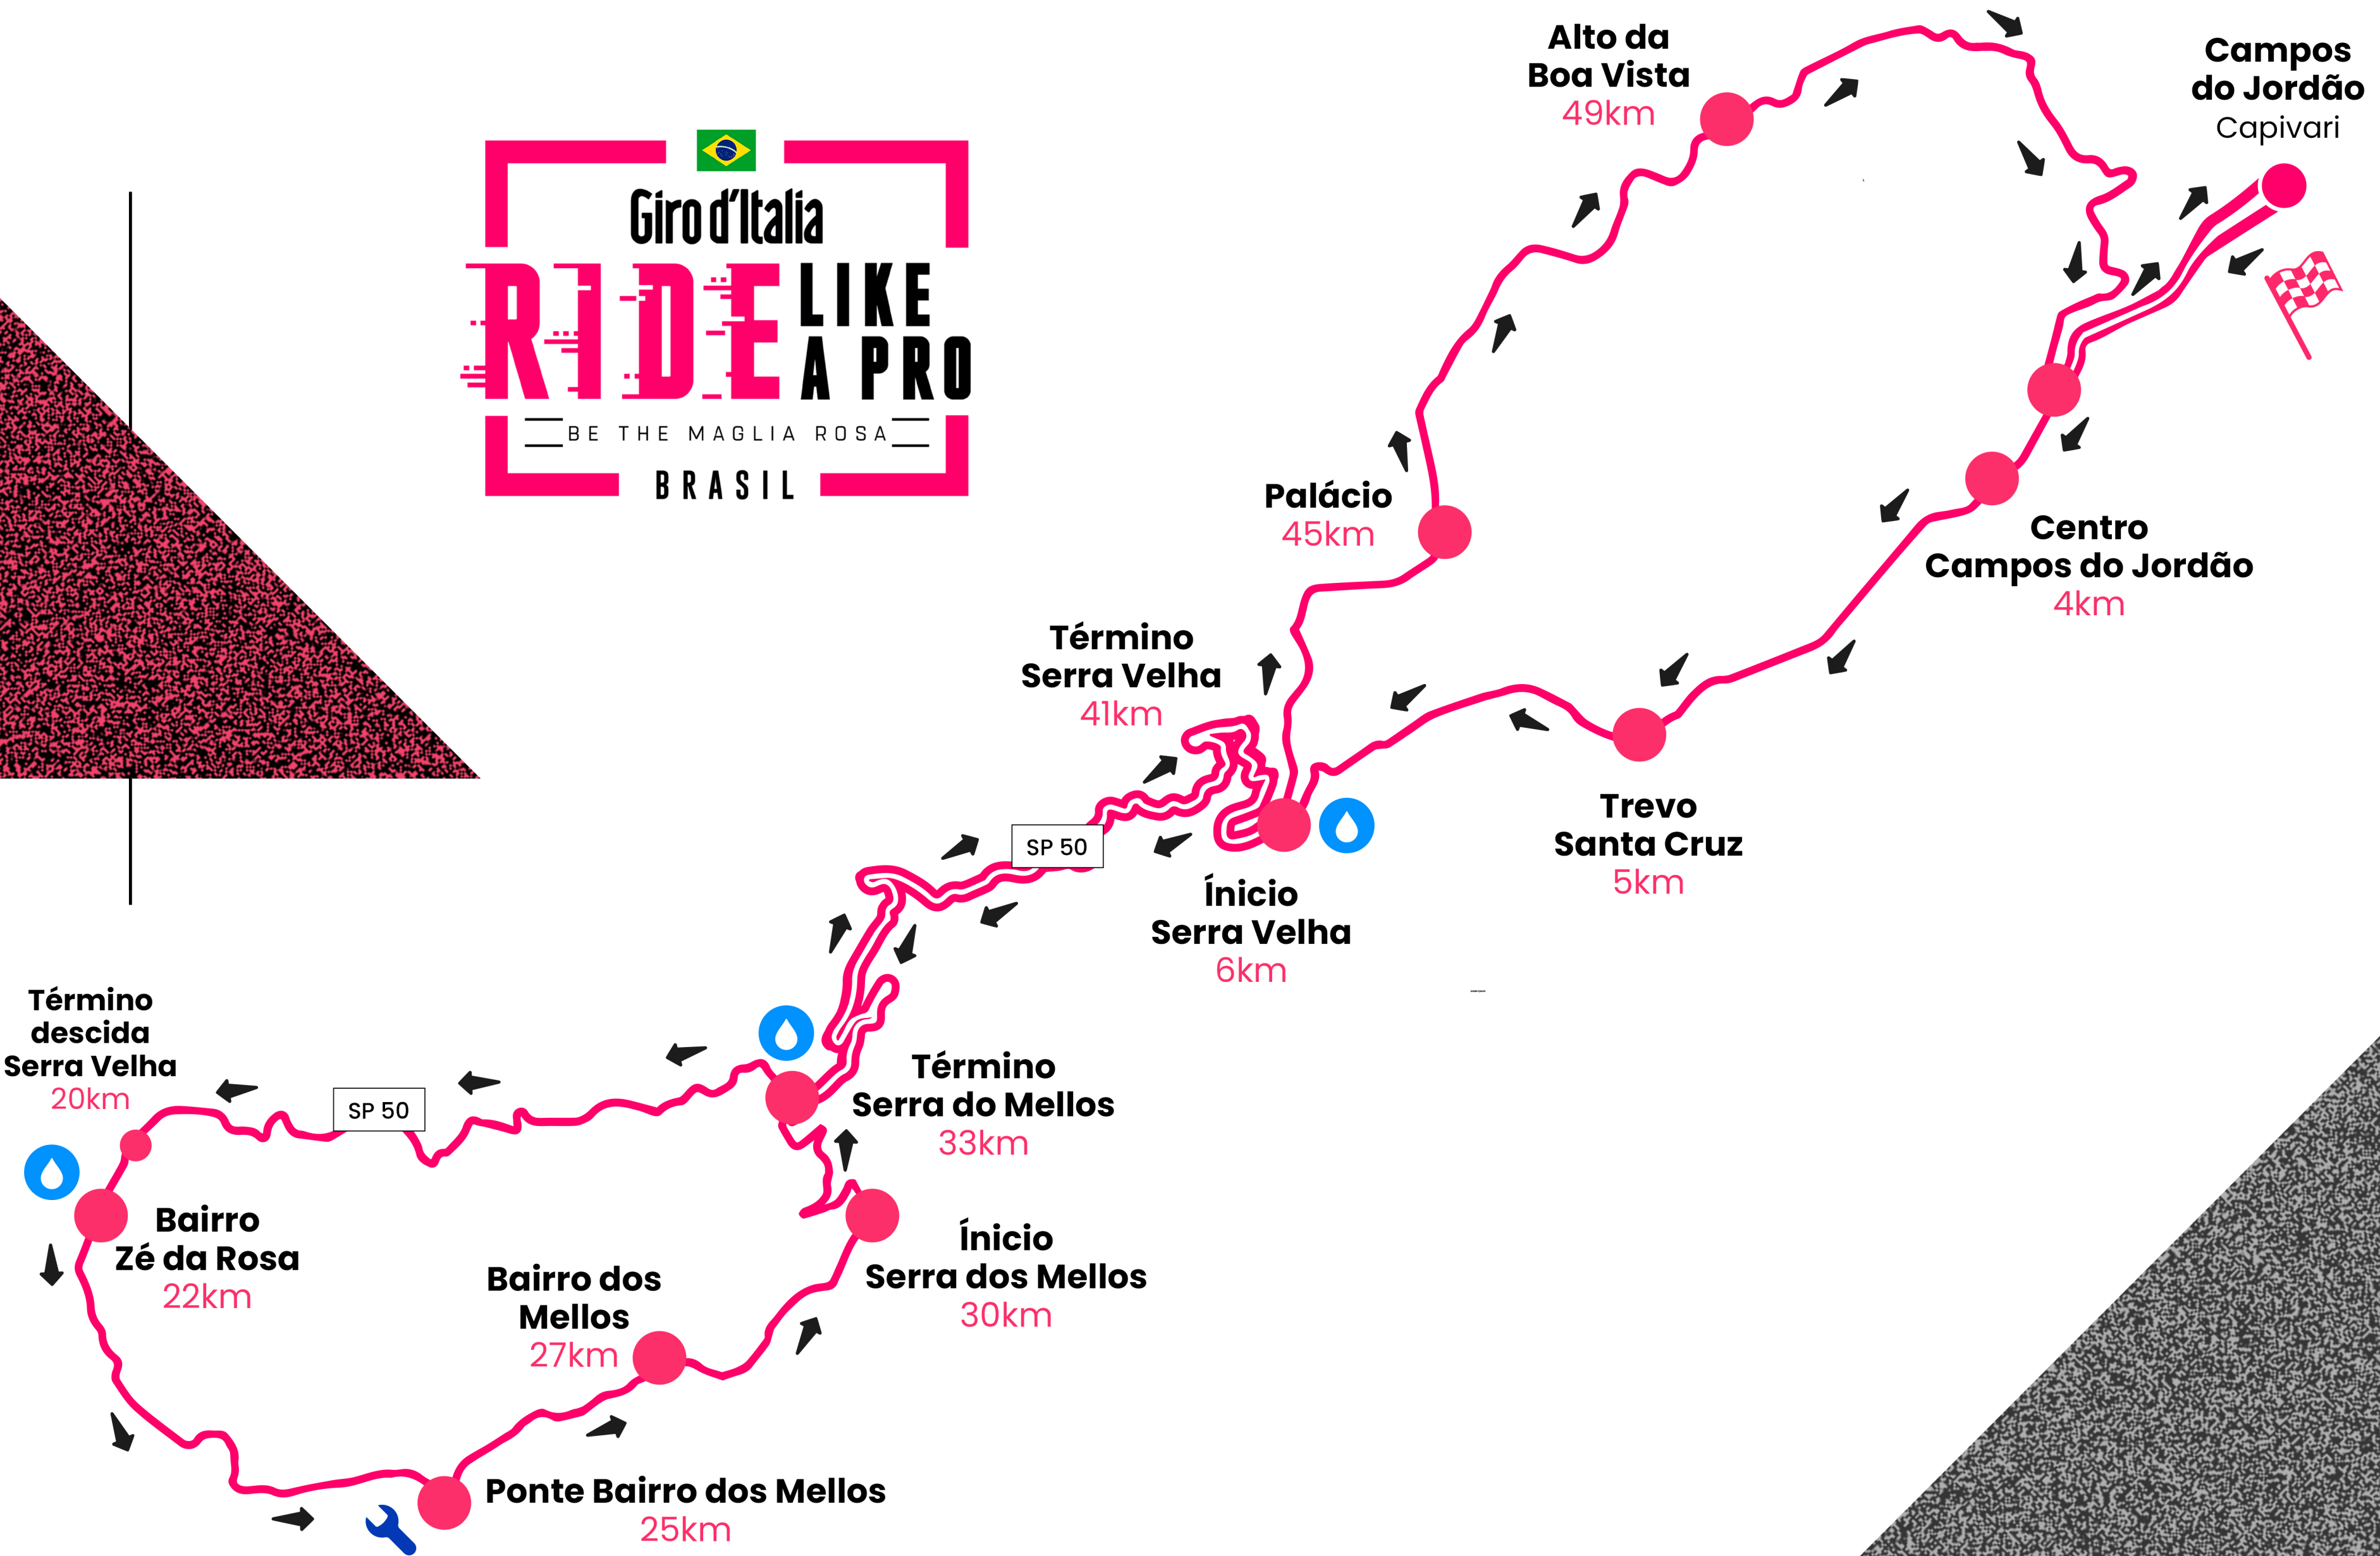 Giro d'Italia
RIDE LIKE
A PRO
BE THE MAGLIA ROSA
BRASIL
Alto da
Boa Vista
49km
Campos
do Jordão
Capivari
Palácio
45km
Centro
Campos do Jordão
4km
Término
Serra Velha
41km
Trevo
Santa Cruz
5km
SP 50
Ínicio
Serra Velha
6km
Término
descida
Serra Velha
20km
SP 50
Término
Serra do Mellos
33km
Bairro
Zé da Rosa
22km
Ínicio
Serra dos Mellos
30km
Bairro dos
Mellos
27km
Ponte Bairro dos Mellos
25km